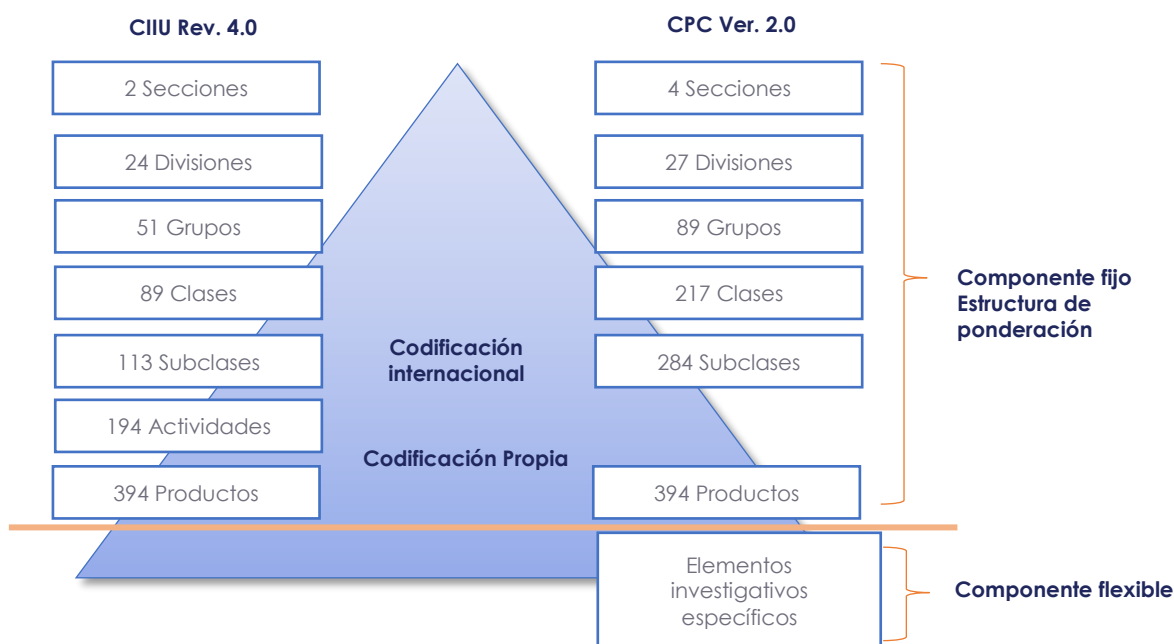 CIIU Rev. 4.0
CPC Ver. 2.0
2 Secciones
4 Secciones
24 Divisiones
27 Divisiones
51 Grupos
89 Grupos
89 Clases
217 Clases
Componente fijo
Estructura de
ponderación
113 Subclases
Codificación
internacional
284 Subclases
194 Actividades
Codificación Propia
394 Productos
394 Productos
Elementos
investigativos
específicos
Componente flexible